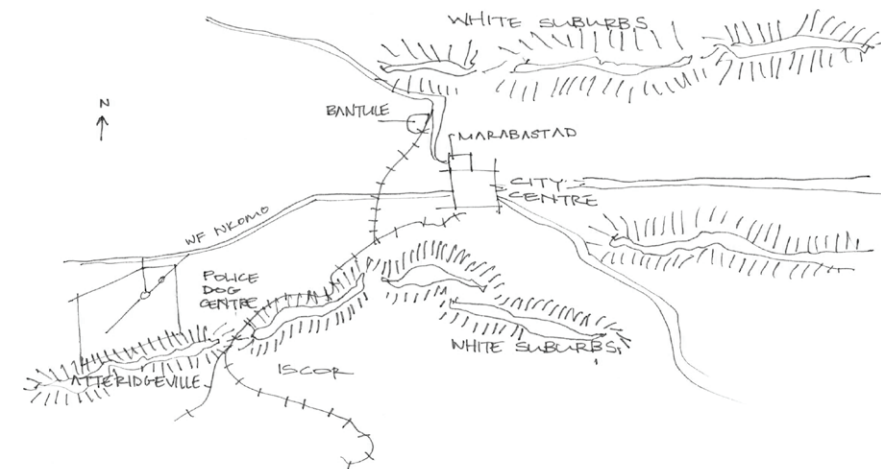 WHITE SUBURBS
N
BANTULE
MARABASTAD
CITY
CENTRE
WF NKOMO
POLICE
DOG
CENTRE
WHITE SUBURBS
ISCOR
ATTERIDGEVILLE